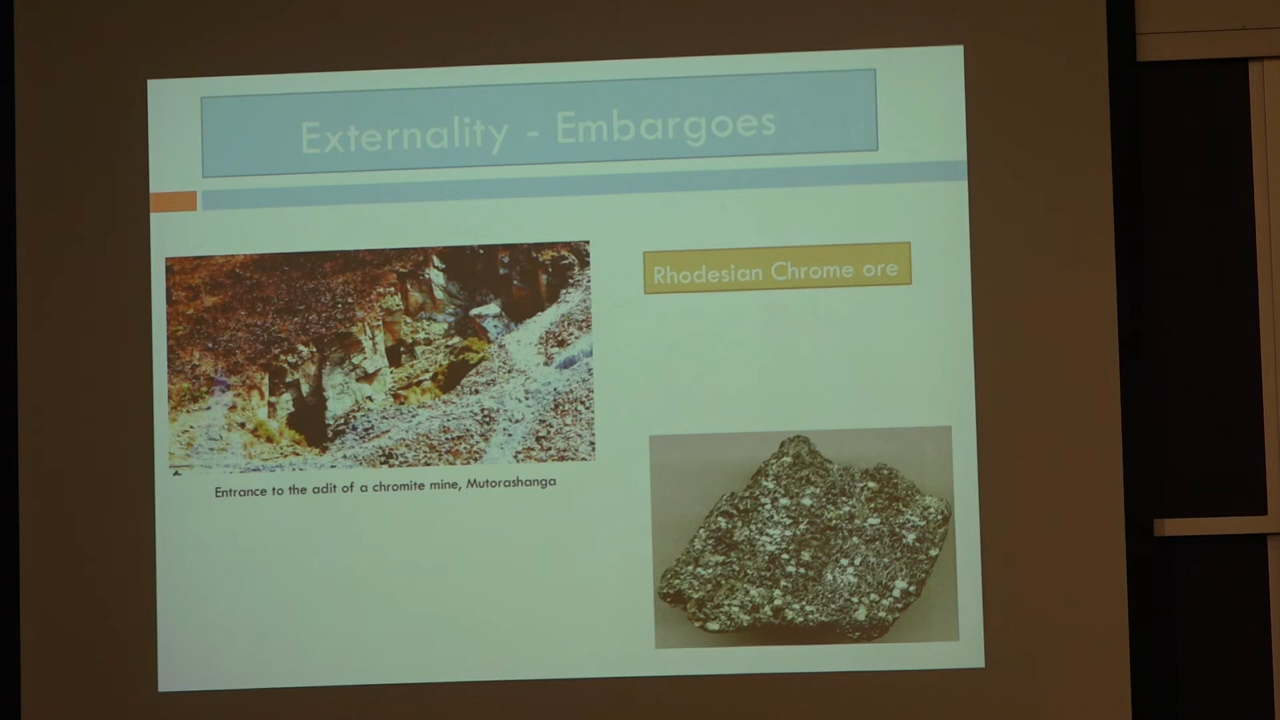 Externality - Embargoes
Rhodesian Chrome ore
Entrance to the adit of a chromite mine, Mutorashanga